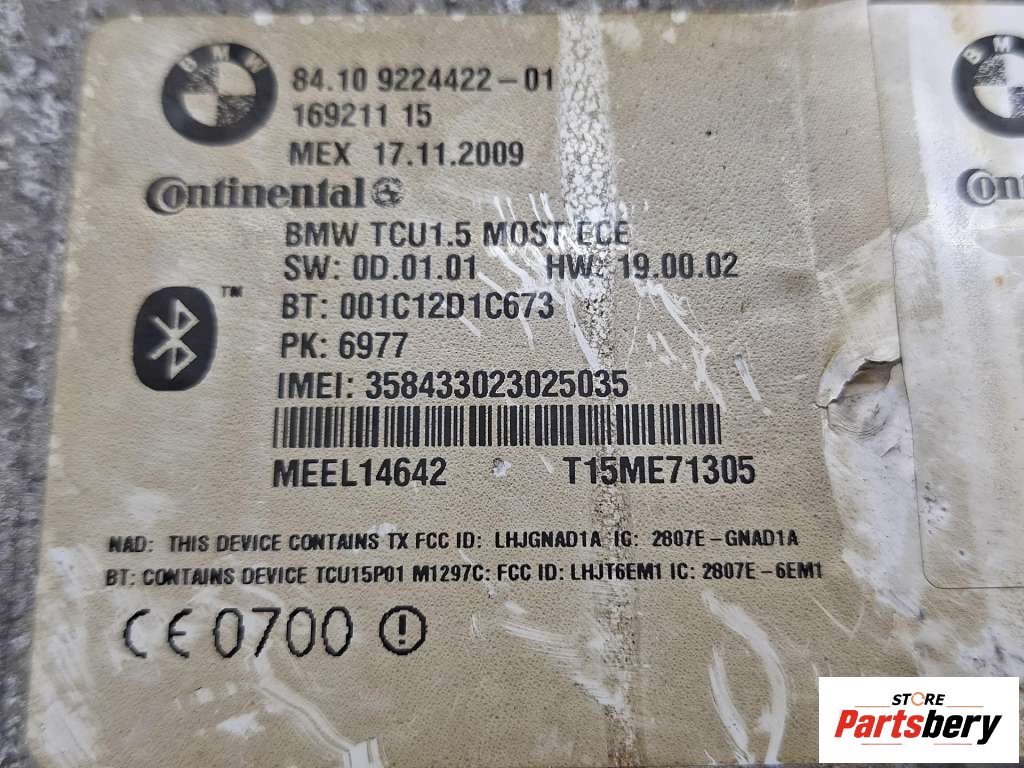 BMW
84.10 9224422-01
169211 15
MEX 17.11.2009
Continental
BMW TCU1.5 MOST ECE
SW: 0D.01.01 HW: 19.00.02
BT: 001C12D1C673
TM
PK: 6977
IMEI: 358433023025035
MEEL14642 T15ME71305
NAD: THIS DEVICE CONTAINS TX FCC ID: LHJGNAD1A IC: 2807E-GNAD1A
BT: CONTAINS DEVICE TCU15P01 M1297C: FCC ID: LHJT6EM1 IC: 2807E-6EM1
CE 0700
BM
Con
STORE
Partsbery